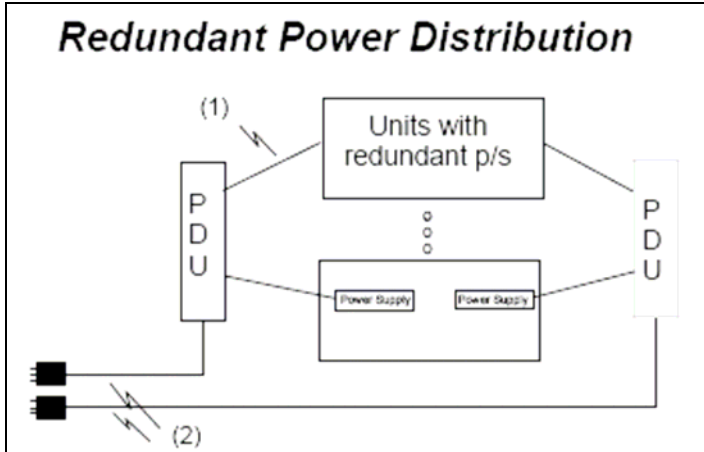 Redundant Power Distribution
(1)
Units with
redundant p/s
P
D
U
P
D
U
Power Supply
Power Supply
(2)